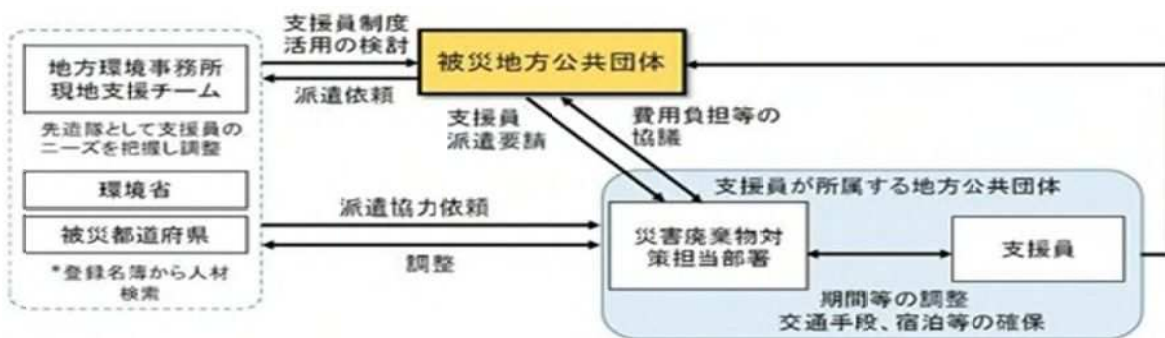 支援員制度
活用の検討
被災地方公共団体
地方環境事務所
現地支援チーム
派遣依頼
先遣隊として支援員の
ニーズを把握し調整
支援員
派遣要請
費用負担等の
協議
環境省
支援員が所属する地方公共団体
被災都道府県
派遣協力依頼
調整
災害廃棄物対
策担当部署
支援員
*登録名簿から人材
検索
期間等の調整
交通手段、宿泊等の確保